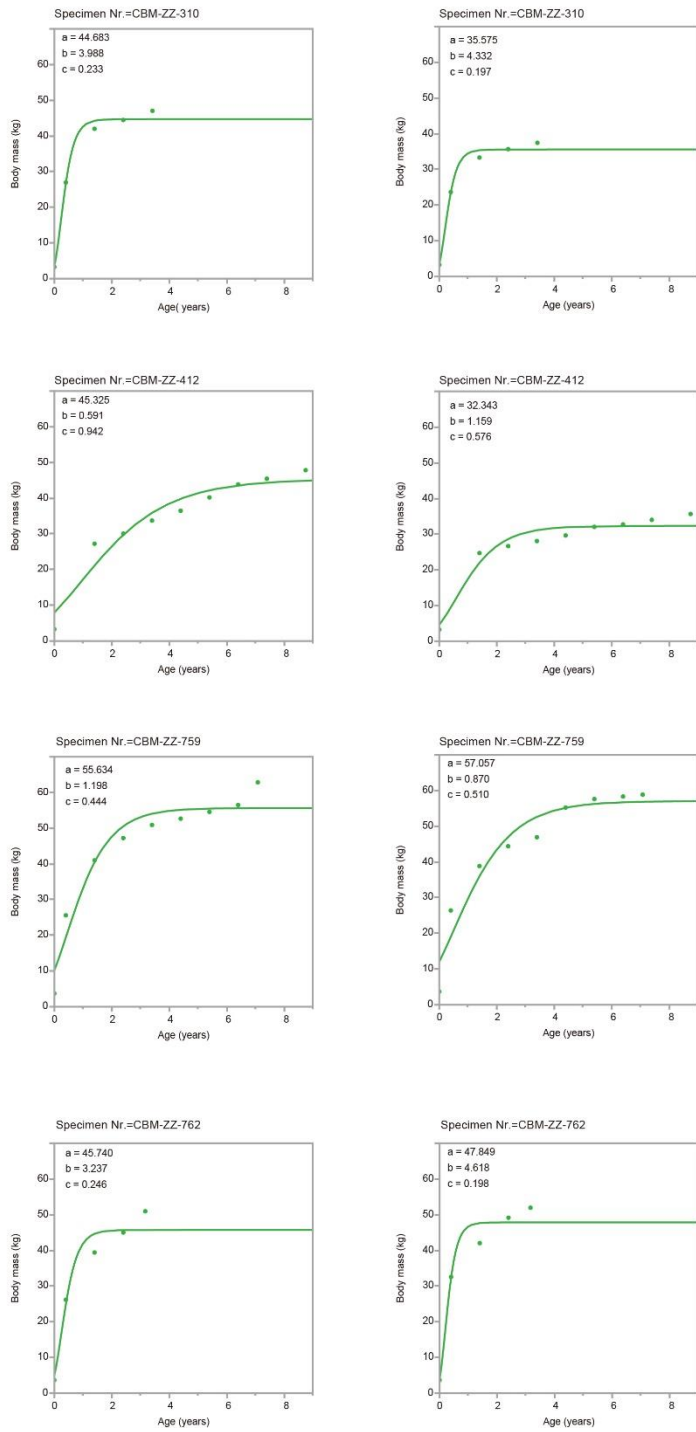 Specimen Nr.=CBM-ZZ-310
a = 44.683
b = 3.988
c = 0.233
60
50
40
30
20
10
0
Body mass (kg)
0 2 4 6 8
Age( years)
Specimen Nr.=CBM-ZZ-310
a = 35.575
b = 4.332
c = 0.197
60
50
40
30
20
10
0
Body mass (kg)
0 2 4 6 8
Age (years)
Specimen Nr.=CBM-ZZ-412
a = 45.325
b = 0.591
c = 0.942
60
50
40
30
20
10
0
Body mass (kg)
0 2 4 6 8
Age (years)
Specimen Nr.=CBM-ZZ-412
a = 32.343
b = 1.159
c = 0.576
60
50
40
30
20
10
0
Body mass (kg)
0 2 4 6 8
Age (years)
Specimen Nr.=CBM-ZZ-759
a = 55.634
b = 1.198
c = 0.444
60
50
40
30
20
10
0
Body mass (kg)
0 2 4 6 8
Age (years)
Specimen Nr.=CBM-ZZ-759
a = 57.057
b = 0.870
c = 0.510
60
50
40
30
20
10
0
Body mass (kg)
0 2 4 6 8
Age (years)
Specimen Nr.=CBM-ZZ-762
a = 45.740
b = 3.237
c = 0.246
60
50
40
30
20
10
0
Body mass (kg)
0 2 4 6 8
Age (years)
Specimen Nr.=CBM-ZZ-762
a = 47.849
b = 4.618
c = 0.198
60
50
40
30
20
10
0
Body mass (kg)
0 2 4 6 8
Age (years)